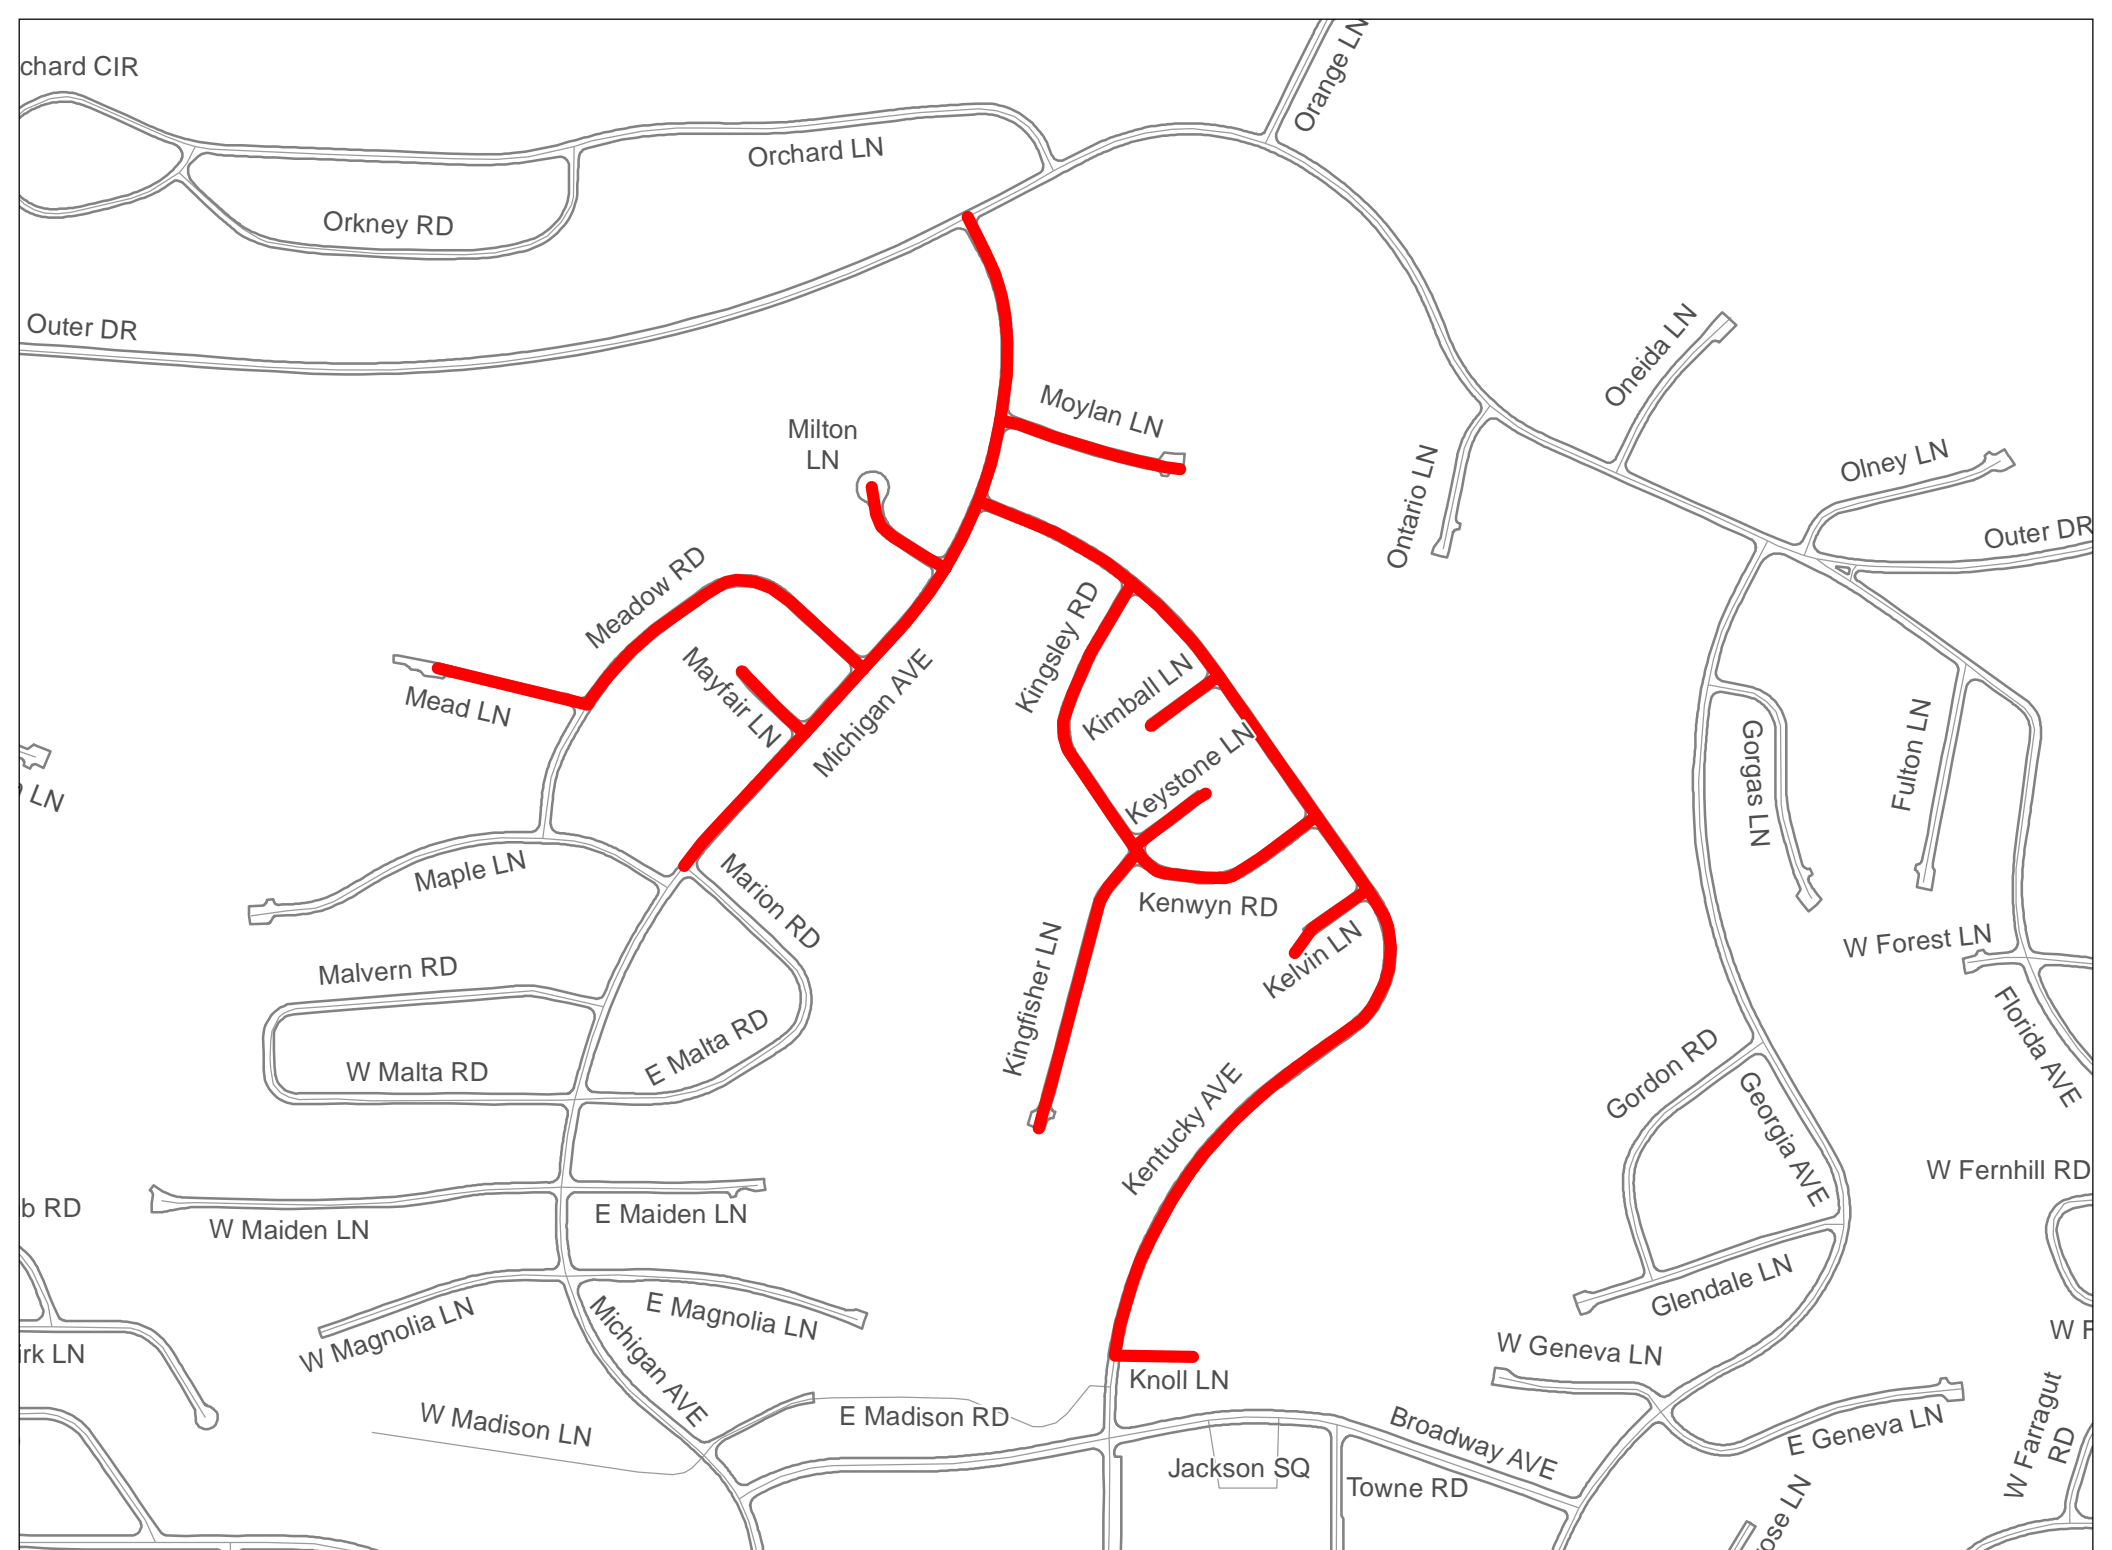 chard CIR
Orange LN
Orchard LN
Orkney RD
Outer DR
Oneida LN
Moylan LN
Milton
LN
Ontario LN
Olney LN
Outer DR
Meadow RD
Kingsley RD
Mayfair LN
Michigan AVE
Kimball LN
Mead LN
Keystone LN
Gorgas LN
Fulton LN
LN
Maple LN
Marion RD
Kenwyn RD
Kelvin LN
W Forest LN
Malvern RD
Kingfisher LN
Florida AVE
W Malta RD
E Malta RD
Gordon RD
Georgia AVE
Kentucky AVE
W Fernhill RD
b RD
W Maiden LN
E Maiden LN
Glendale LN
W Magnolia LN
Michigan AVE
E Magnolia LN
W F
irk LN
W Geneva LN
Knoll LN
W Madison LN
E Madison RD
Broadway AVE
E Geneva LN
W Farragut
RD
Jackson SQ
Towne RD
ose LN